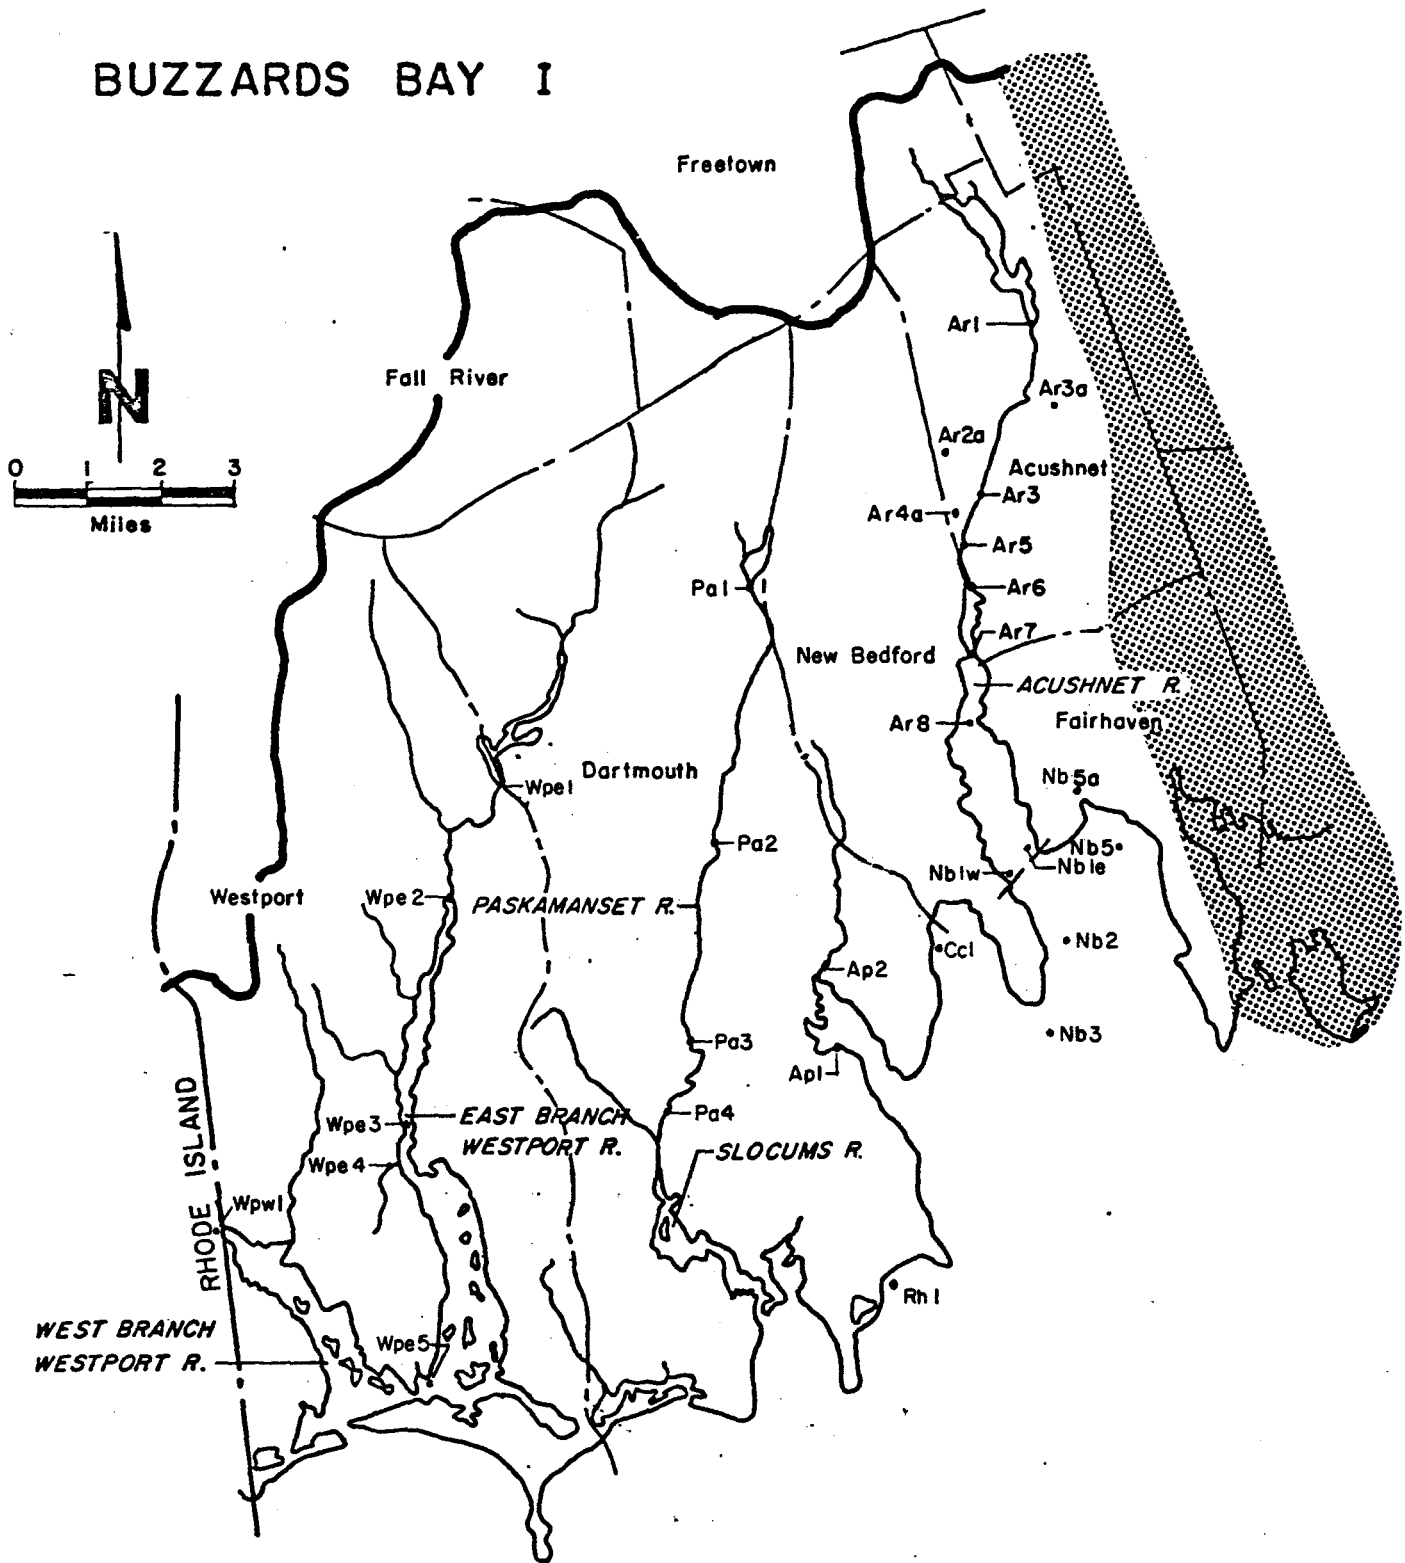 BUZZARDS BAY I
Freetown
N
0 1 2 3
Miles
Fall River
Ar1
Ar3a
Ar2a
Acushnet
Ar3
Ar4a
Ar5
Pa1
Ar6
Ar7
New Bedford
ACUSHNET R.
Ar8
Fairhaven
Dartmouth
Nb5a
Wpe1
Pa2
Nb5
Nb1e
Nb1w
Westport
Wpe2
PASKAMANSET R.
Nb2
Cc1
Ap2
Nb3
Pa3
Ap1
Pa4
EAST BRANCH
WESTPORT R.
Wpe3
SLOCUMS R.
Wpe4
RHODE ISLAND
Wpw1
Rh1
WEST BRANCH
WESTPORT R.
Wpe5